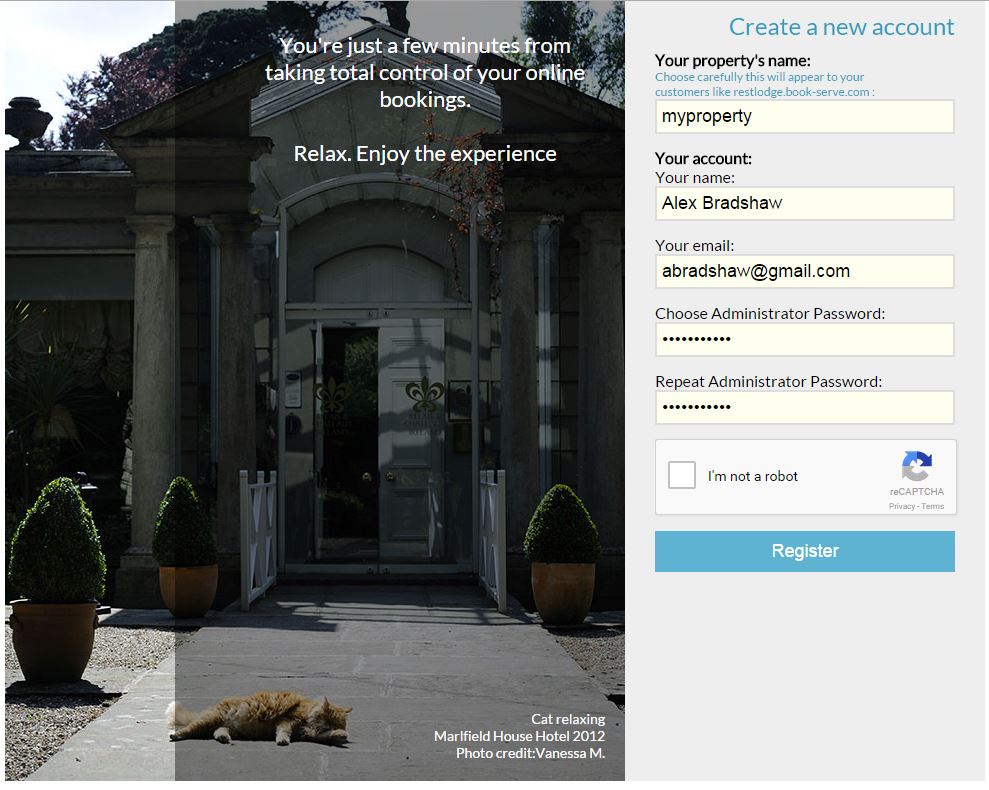 You're just a few minutes from
taking total control of your online
bookings.
Relax. Enjoy the experience
RELAIS &
CHATEAUX
IRELAND
Cat relaxing
Marlfield House Hotel 2012
Photo credit:Vanessa M.
Create a new account
Your property's name:
Choose carefully this will appear to your
customers like restlodge.book-serve.com :
myproperty
Your account:
Your name:
Alex Bradshaw
Your email:
abradshaw@gmail.com
Choose Administrator Password:
•••••••••••
Repeat Administrator Password:
•••••••••••
I'm not a robot
reCAPTCHA
Privacy - Terms
Register